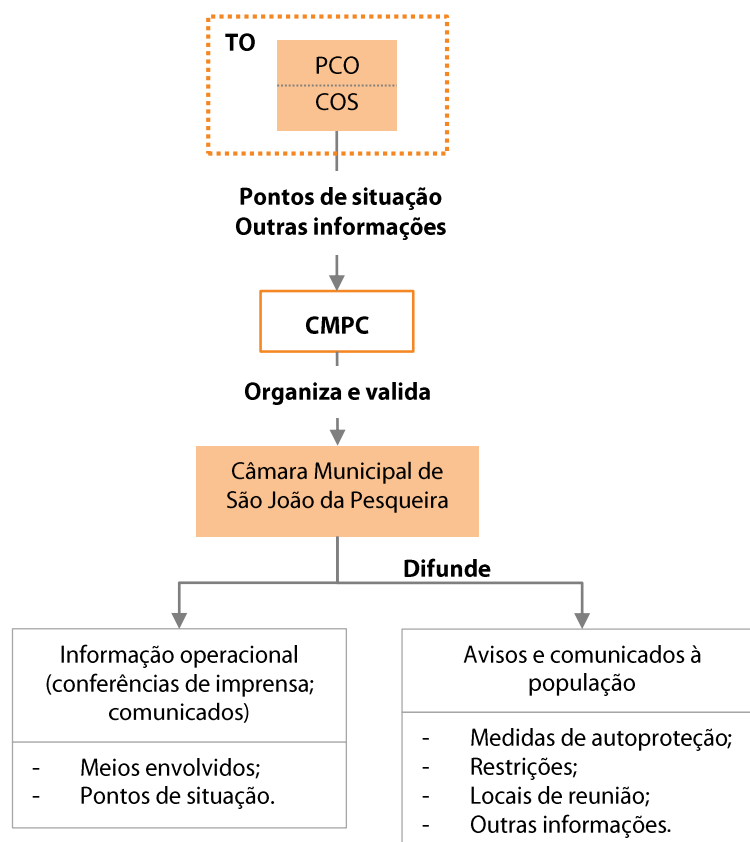 TO
PCO
COS
Pontos de situação
Outras informações
CMPC
Organiza e valida
Câmara Municipal de
São João da Pesqueira
Difunde
Informação operacional
(conferências de imprensa;
comunicados)
- Meios envolvidos;
- Pontos de situação.
Avisos e comunicados à
população
- Medidas de autoproteção;
- Restrições;
- Locais de reunião;
- Outras informações.